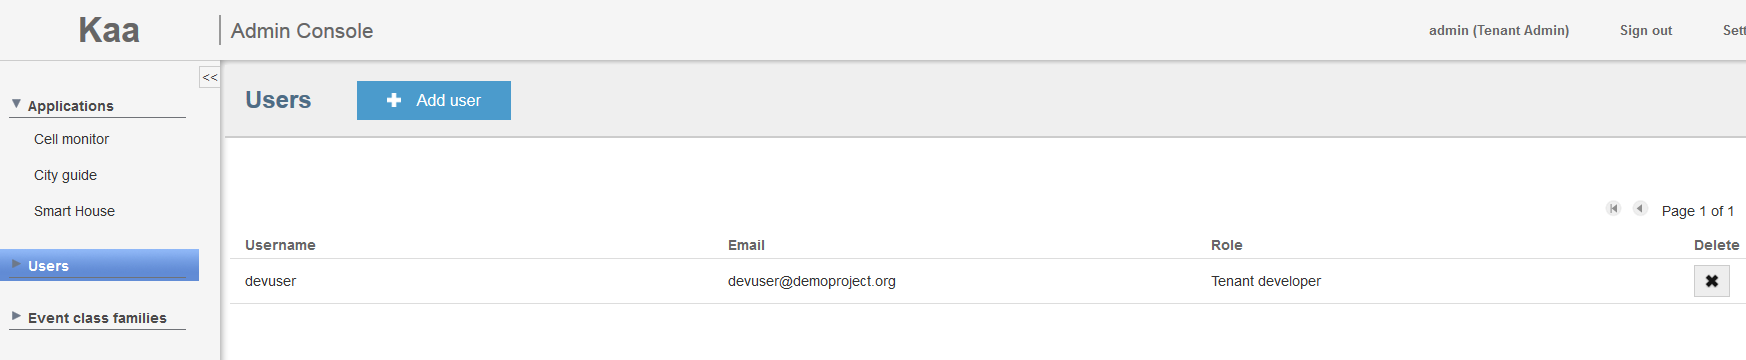 Kaa
Admin Console
admin (Tenant Admin)
Sign out
Sett
<<
Applications
Cell monitor
City guide
Smart House
Users
Event class families
Users
Add user
Page 1 of 1
Username Email Role Delete
devuser devuser@demoproject.org Tenant developer